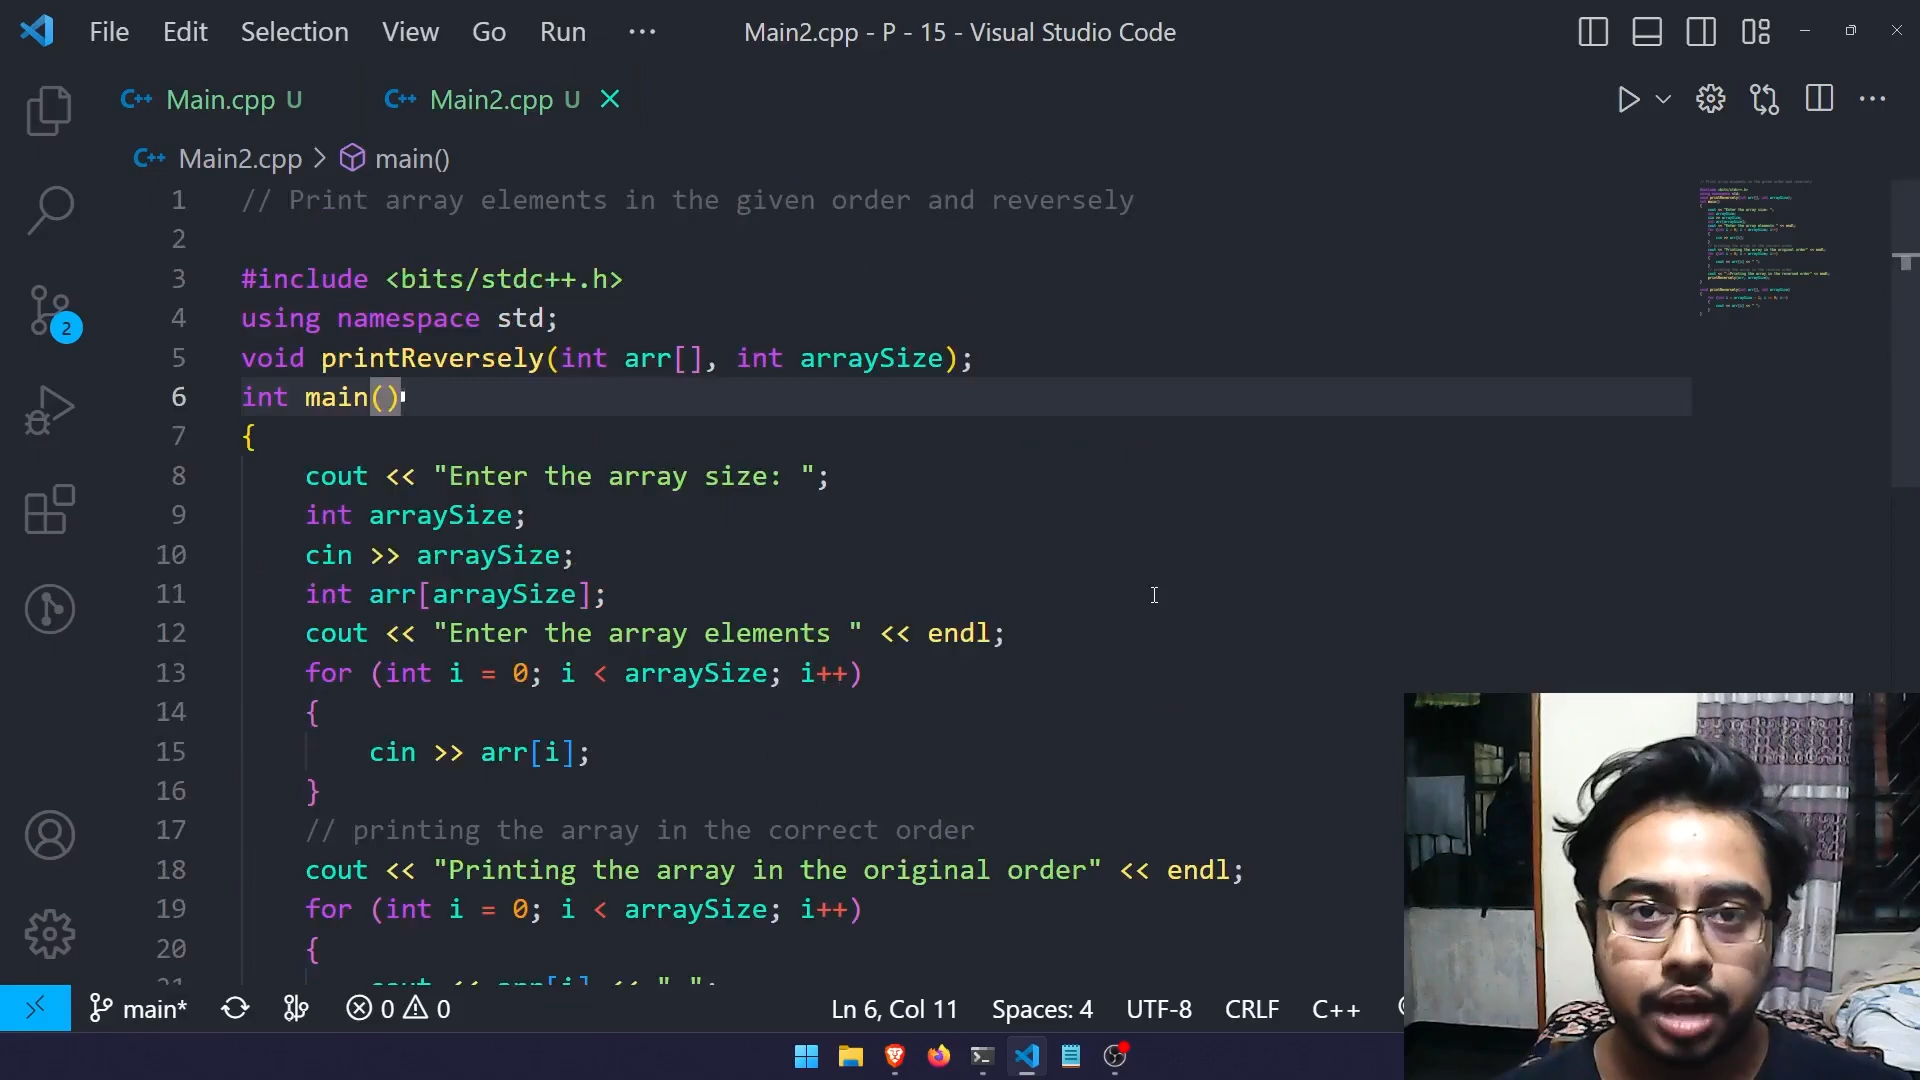 File Edit Selection View Go Run ··· Main2.cpp - P - 15 - Visual Studio Code
C++ Main.cpp U C++ Main2.cpp U
C++ Main2.cpp > main()
1 // Print array elements in the given order and reversely
2
3 #include <bits/stdc++.h>
4 using namespace std;
5 void printReversely(int arr[], int arraySize);
6 int main()
7 {
8 cout << "Enter the array size: ";
9 int arraySize;
10 cin >> arraySize;
11 int arr[arraySize];
12 cout << "Enter the array elements " << endl;
13 for (int i = 0; i < arraySize; i++)
14 {
15 cin >> arr[i];
16 }
17 // printing the array in the correct order
18 cout << "Printing the array in the original order" << endl;
19 for (int i = 0; i < arraySize; i++)
20 {
21 cout << arr[i] << " ";
2
main* 0 0 Ln 6, Col 11 Spaces: 4 UTF-8 CRLF C++